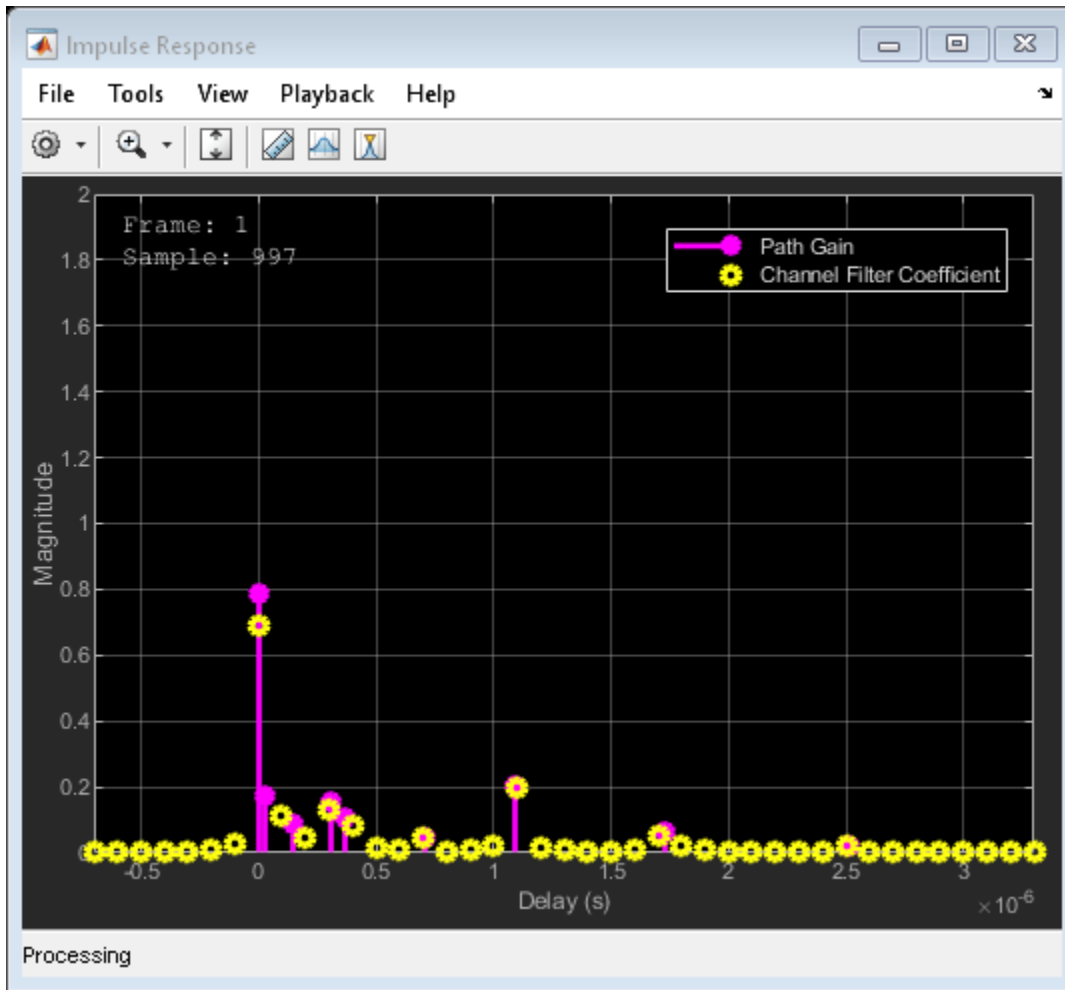 Impulse Response
File Tools View Playback Help
2
Frame: 1
Sample: 997
Path Gain
Channel Filter Coefficient
1.8
1.6
1.4
1.2
1
0.8
0.6
0.4
0.2
0
Magnitude
-0.5 0 0.5 1 1.5 2 2.5 3
Delay (s)
×10⁻⁶
Processing